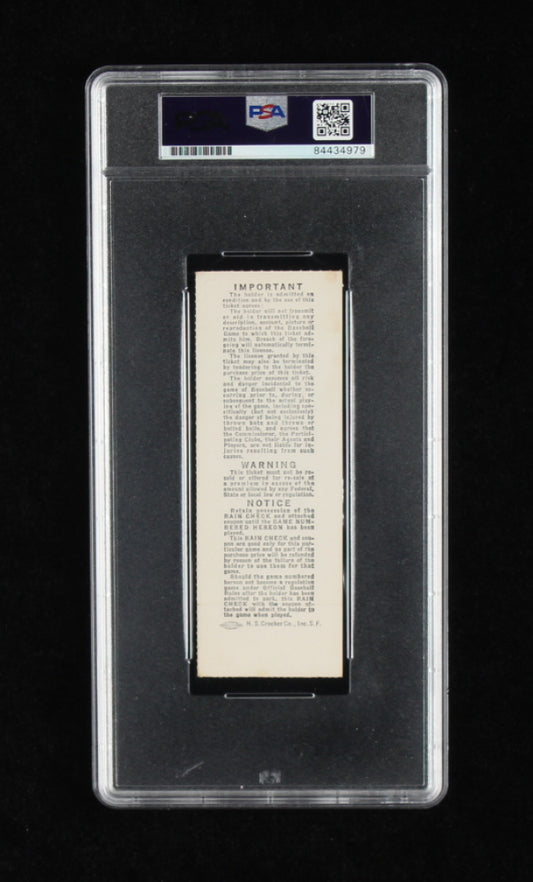 PSA
84434979
IMPORTANT
The holder is admitted on
condition and by the use of this
ticket agrees:
The holder will not transmit
or aid in transmitting any
description, account, picture or
reproduction of the Baseball
Game to which this ticket ad-
mits him. Breach of the fore-
going will automatically termi-
nate this license.
The license granted by this
ticket may also be terminated
by tendering to the holder the
purchase price of this ticket.
The holder assumes all risk
and danger incidental to the
game of Baseball whether oc-
curring prior to, during, or
subsequent to the actual play-
ing of the game, including spe-
cifically (but not exclusively)
the danger of being injured by
thrown bats and thrown or
batted balls, and agrees that
the Commissioner, the Partici-
pating Clubs, their Agents and
Players, are not liable for in-
juries resulting from such
causes.
WARNING
This ticket must not be re-
sold or offered for re-sale at
a premium in excess of the
amount allowed by any Federal,
State or local law or regulation.
NOTICE
Retain possession of the
RAIN CHECK and attached
coupon until the GAME NUM-
BERED HEREON has been
played.
This RAIN CHECK and cou-
pon are good only for this par-
ticular game and no part of the
purchase price will be refunded
by reason of the failure of the
holder to use them for that
game.
Should the game numbered
hereon not become a regulation
game under Official Baseball
Rules after the holder has been
admitted to park, this RAIN
CHECK with the coupon at-
tached will admit the holder to
the game when played.
H. S. Crocker Co., Inc. S. F.